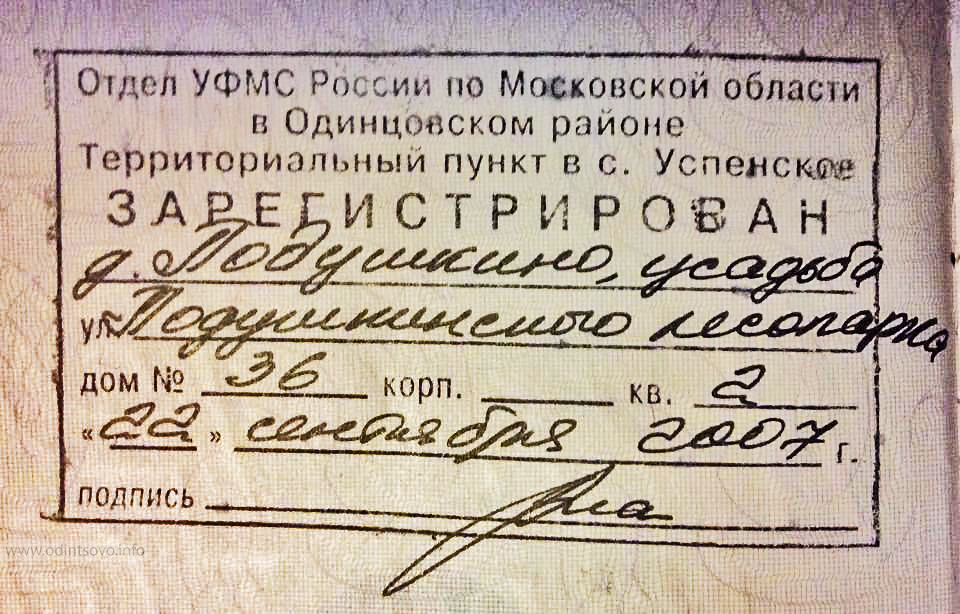 Отдел УФМС России по Московской области
в Одинцовском районе
Территориальный пункт в с. Успенское
ЗАРЕГИСТРИРОВАН
д. Лобушкино, усадьба
ул. Подушкинского лесопарка
дом № 36 корп. кв. 2
«22» сентября 2007 г.
подпись
www.odintsovo.info